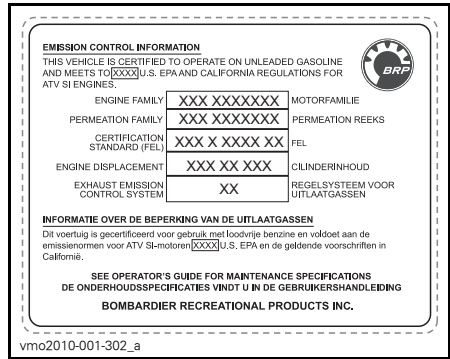 EMISSION CONTROL INFORMATION
THIS VEHICLE IS CERTIFIED TO OPERATE ON UNLEADED GASOLINE
AND MEETS TO XXXX U.S. EPA AND CALIFORNIA REGULATIONS FOR
ATV SI ENGINES.
BRP
ENGINE FAMILY XXX XXXXXXX MOTORFAMILIE
PERMEATION FAMILY XXX XXXXXXX PERMEATION REEKS
CERTIFICATION
STANDARD (FEL) XXX X XXXX XX FEL
ENGINE DISPLACEMENT XXX XX XXX CILINDERINHOUD
EXHAUST EMISSION
CONTROL SYSTEM XX REGELSYSTEEM VOOR
UITLAATGASSEN
INFORMATIE OVER DE BEPERKING VAN DE UITLAATGASSEN
Dit voertuig is gecertificeerd voor gebruik met loodvrije benzine en voldoet aan de
emissienormen voor ATV SI-motoren XXXX U.S. EPA en de geldende voorschriften in
Californië.
SEE OPERATOR'S GUIDE FOR MAINTENANCE SPECIFICATIONS
DE ONDERHOUDSSPECIFICATIES VINDT U IN DE GEBRUIKERSHANDLEIDING
BOMBARDIER RECREATIONAL PRODUCTS INC.
vmo2010-001-302_a